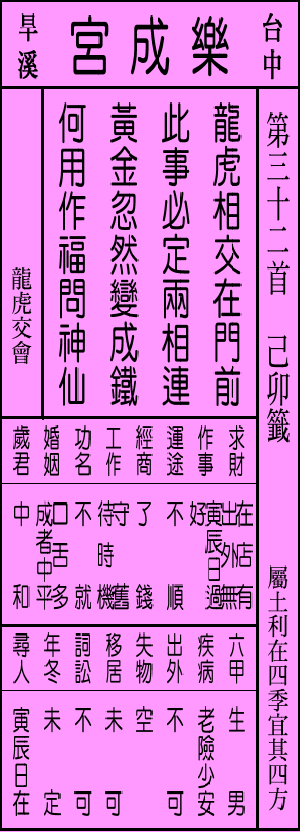 台中
樂成宮
旱溪
第三十二首 己卯籤
屬土利在四季宜其四方
龍虎相交在門前
此事必定兩相連
黃金忽然變成鐵
何用作福問神仙
龍虎交會
求財
在店有
出外無
作事
寅辰日過
好
運途
不順
經商
了錢
工作
守舊
待時機
功名
不就
婚姻
口舌多
成者中平
歲君
中和
六甲
生男
疾病
老險少安
出外
不可
失物
空
移居
未可
詞訟
不可
年冬
未定
尋人
寅辰日在